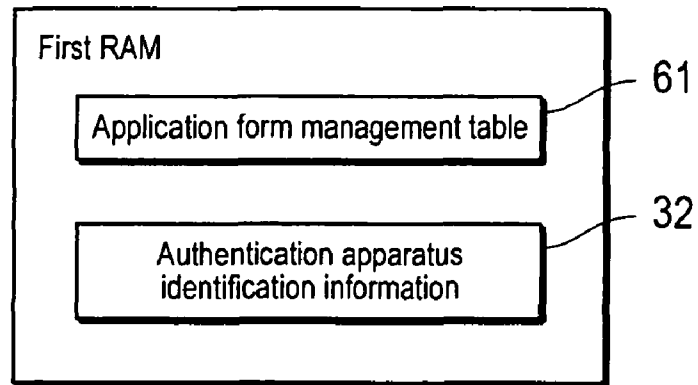 First RAM
61
Application form management table
32
Authentication apparatus
identification information